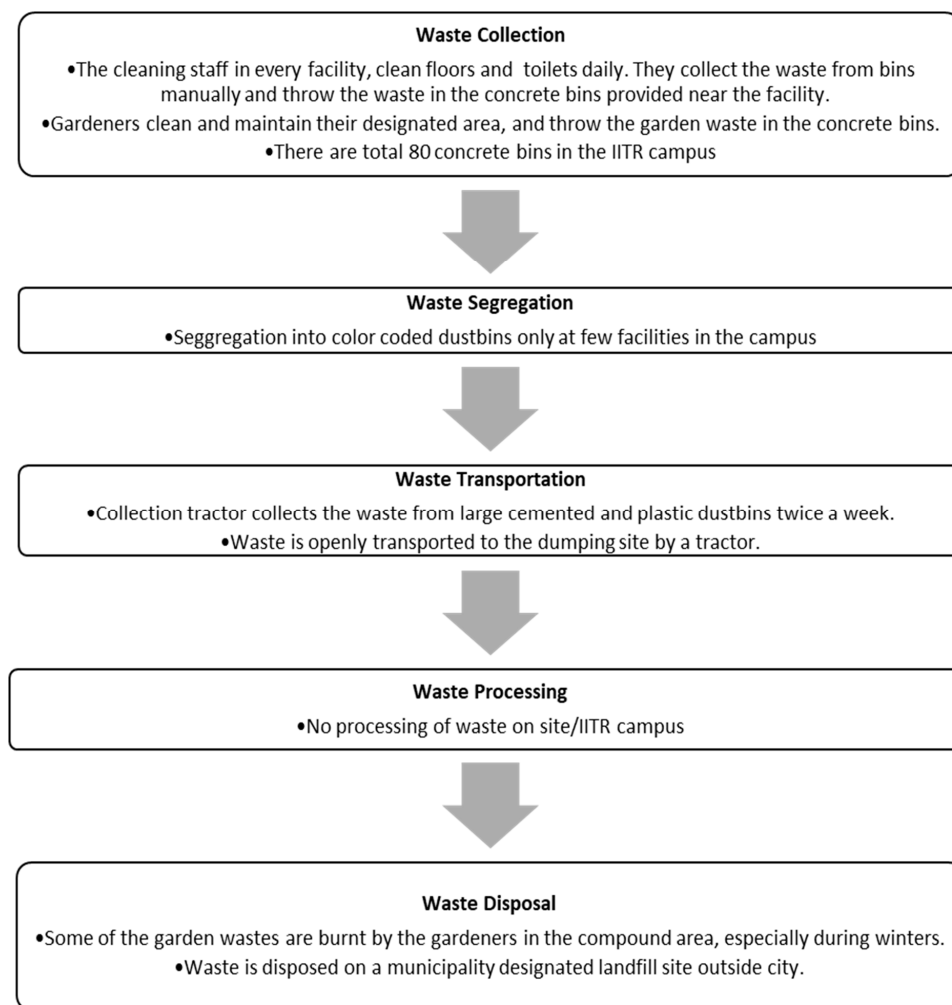 Waste Collection
•The cleaning staff in every facility, clean floors and toilets daily. They collect the waste from bins
manually and throw the waste in the concrete bins provided near the facility.
•Gardeners clean and maintain their designated area, and throw the garden waste in the concrete bins.
•There are total 80 concrete bins in the IITR campus
Waste Segregation
•Seggregation into color coded dustbins only at few facilities in the campus
Waste Transportation
•Collection tractor collects the waste from large cemented and plastic dustbins twice a week.
•Waste is openly transported to the dumping site by a tractor.
Waste Processing
•No processing of waste on site/IITR campus
Waste Disposal
•Some of the garden wastes are burnt by the gardeners in the compound area, especially during winters.
•Waste is disposed on a municipality designated landfill site outside city.